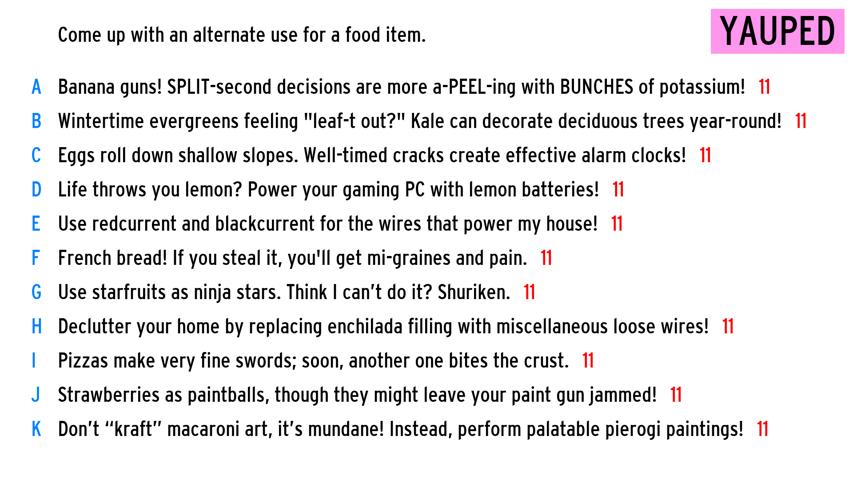 Come up with an alternate use for a food item.
YAUPED
A Banana guns! SPLIT-second decisions are more a-PEEL-ing with BUNCHES of potassium! 11
B Wintertime evergreens feeling "leaf-t out?" Kale can decorate deciduous trees year-round! 11
C Eggs roll down shallow slopes. Well-timed cracks create effective alarm clocks! 11
D Life throws you lemon? Power your gaming PC with lemon batteries! 11
E Use redcurrent and blackcurrent for the wires that power my house! 11
F French bread! If you steal it, you'll get mi-graines and pain. 11
G Use starfruits as ninja stars. Think I can’t do it? Shuriken. 11
H Declutter your home by replacing enchilada filling with miscellaneous loose wires! 11
I Pizzas make very fine swords; soon, another one bites the crust. 11
J Strawberries as paintballs, though they might leave your paint gun jammed! 11
K Don’t “kraft” macaroni art, it’s mundane! Instead, perform palatable pierogi paintings! 11